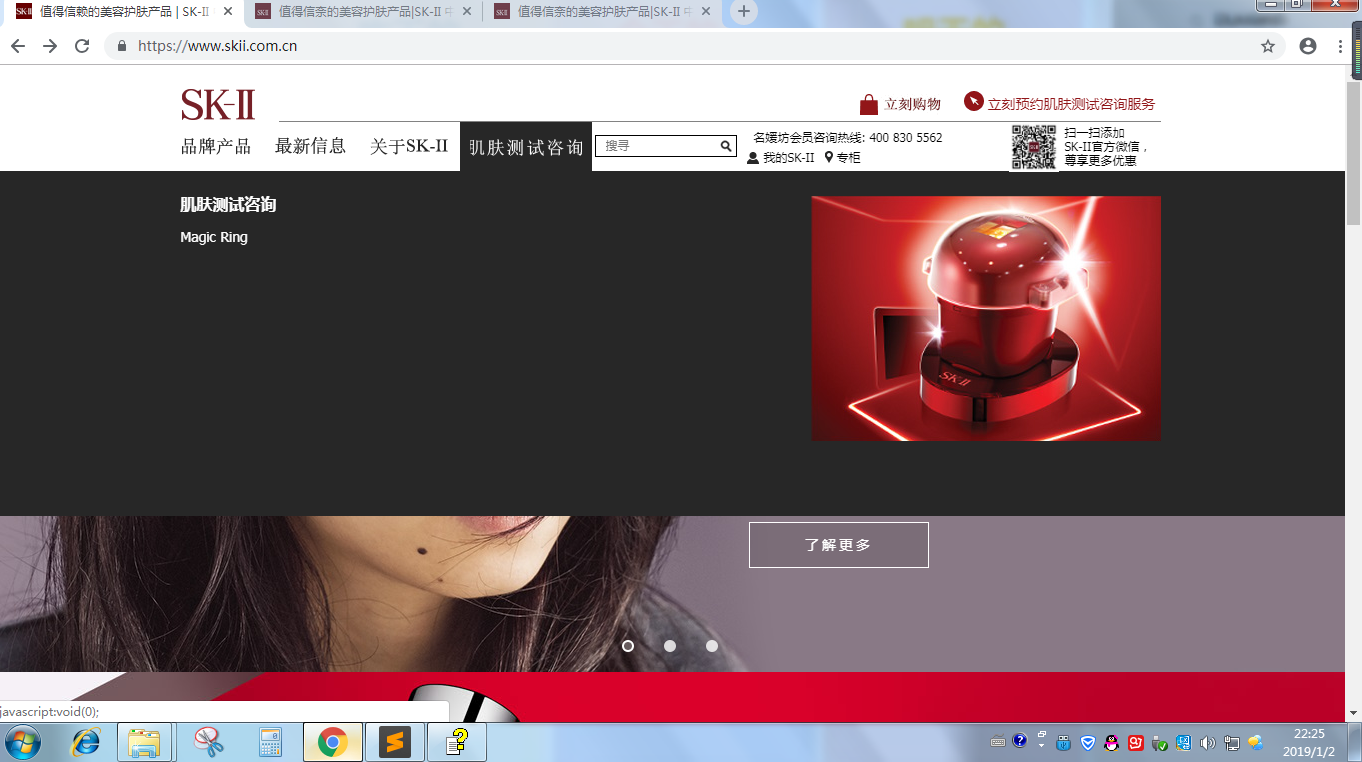 值得信赖的美容护肤产品 | SK-II
值得信奈的美容护肤产品|SK-II 中
值得信奈的美容护肤产品|SK-II 中
https://www.skii.com.cn
SK-II
立刻购物
立刻预约肌肤测试咨询服务
品牌产品
最新信息
关于SK-II
肌肤测试咨询
搜寻
名媛坊会员咨询热线: 400 830 5562
我的SK-II
专柜
扫一扫添加
SK-II官方微信，
尊享更多优惠
肌肤测试咨询
Magic Ring
SK-II
了解更多
javascript:void(0);
22:25
2019/1/2